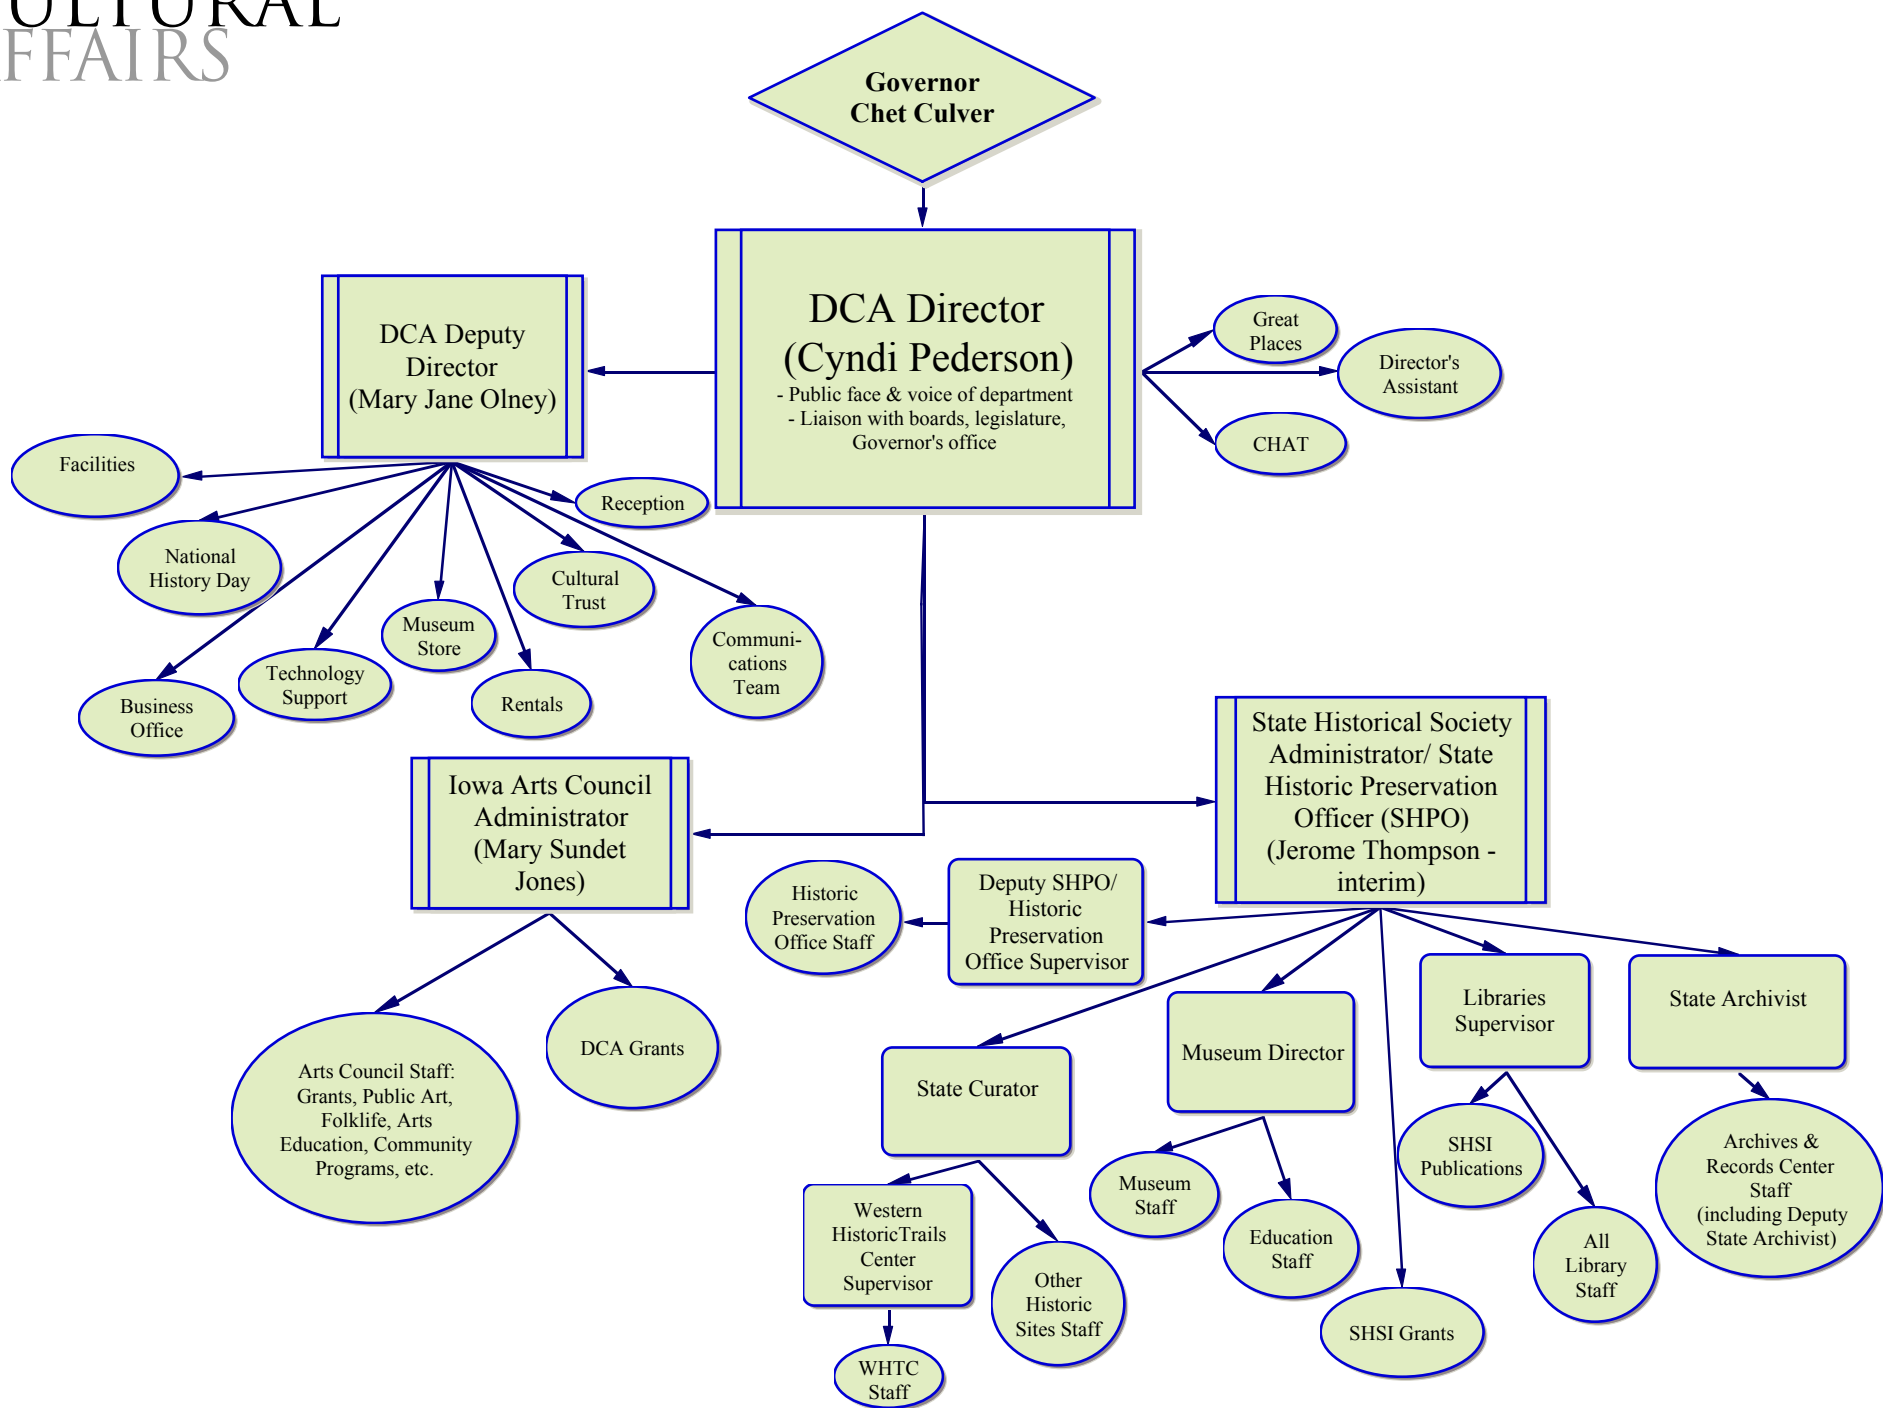 ULTURAL
FFAIRS
Governor
Chet Culver
DCA Director
(Cyndi Pederson)
- Public face & voice of department
- Liaison with boards, legislature,
Governor's office
DCA Deputy
Director
(Mary Jane Olney)
Great
Places
Director's
Assistant
CHAT
Facilities
National
History Day
Business
Office
Technology
Support
Museum
Store
Rentals
Cultural
Trust
Reception
Communi-
cations
Team
Iowa Arts Council
Administrator
(Mary Sundet
Jones)
State Historical Society
Administrator/ State
Historic Preservation
Officer (SHPO)
(Jerome Thompson -
interim)
Historic
Preservation
Office Staff
Deputy SHPO/
Historic
Preservation
Office Supervisor
Arts Council Staff:
Grants, Public Art,
Folklife, Arts
Education, Community
Programs, etc.
DCA Grants
State Curator
Museum Director
Libraries
Supervisor
State Archivist
Western
HistoricTrails
Center
Supervisor
Other
Historic
Sites Staff
WHTC
Staff
Museum
Staff
Education
Staff
SHSI Grants
SHSI
Publications
All
Library
Staff
Archives &
Records Center
Staff
(including Deputy
State Archivist)